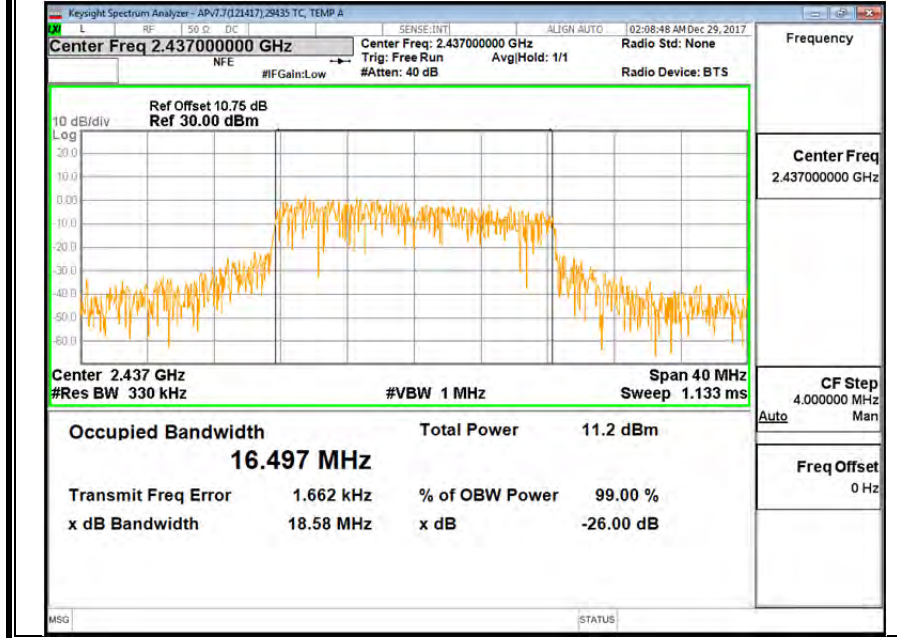 Keysight Spectrum Analyzer - APv7.7(121417),29435 TC, TEMP A
LXI L RF 50 Ω DC SENSE:INT ALIGN AUTO 02:08:48 AM Dec 29, 2017
Center Freq 2.437000000 GHz
NFE
#IFGain:Low
Center Freq: 2.437000000 GHz
Trig: Free Run Avg|Hold: 1/1
#Atten: 40 dB
Radio Std: None
Radio Device: BTS
Frequency
Ref Offset 10.75 dB
10 dB/div Ref 30.00 dBm
Log
20.0
10.0
0.00
-10.0
-20.0
-30.0
-40.0
-50.0
-60.0
Center 2.437 GHz Span 40 MHz
#Res BW 330 kHz #VBW 1 MHz Sweep 1.133 ms
Center Freq
2.437000000 GHz
CF Step
4.000000 MHz
Auto Man
Freq Offset
0 Hz
Occupied Bandwidth Total Power 11.2 dBm
16.497 MHz
Transmit Freq Error 1.662 kHz % of OBW Power 99.00 %
x dB Bandwidth 18.58 MHz x dB -26.00 dB
MSG STATUS